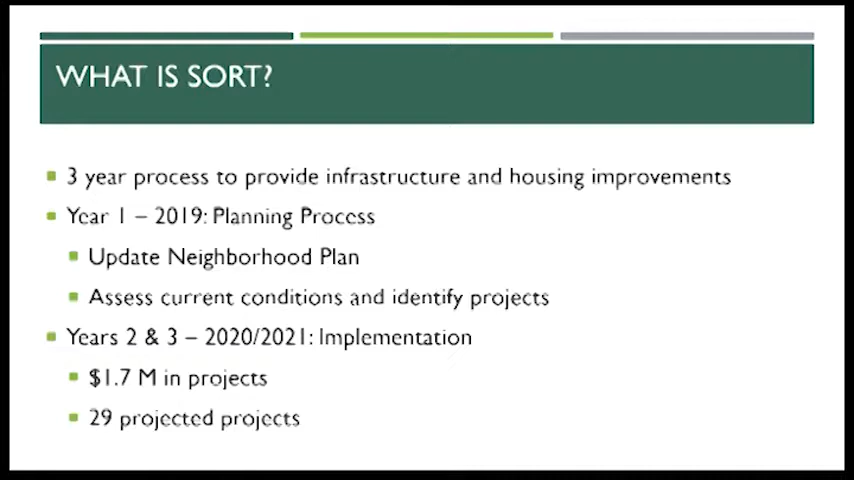 WHAT IS SORT?
3 year process to provide infrastructure and housing improvements
Year 1 – 2019: Planning Process
Update Neighborhood Plan
Assess current conditions and identify projects
Years 2 & 3 – 2020/2021: Implementation
$1.7 M in projects
29 projected projects